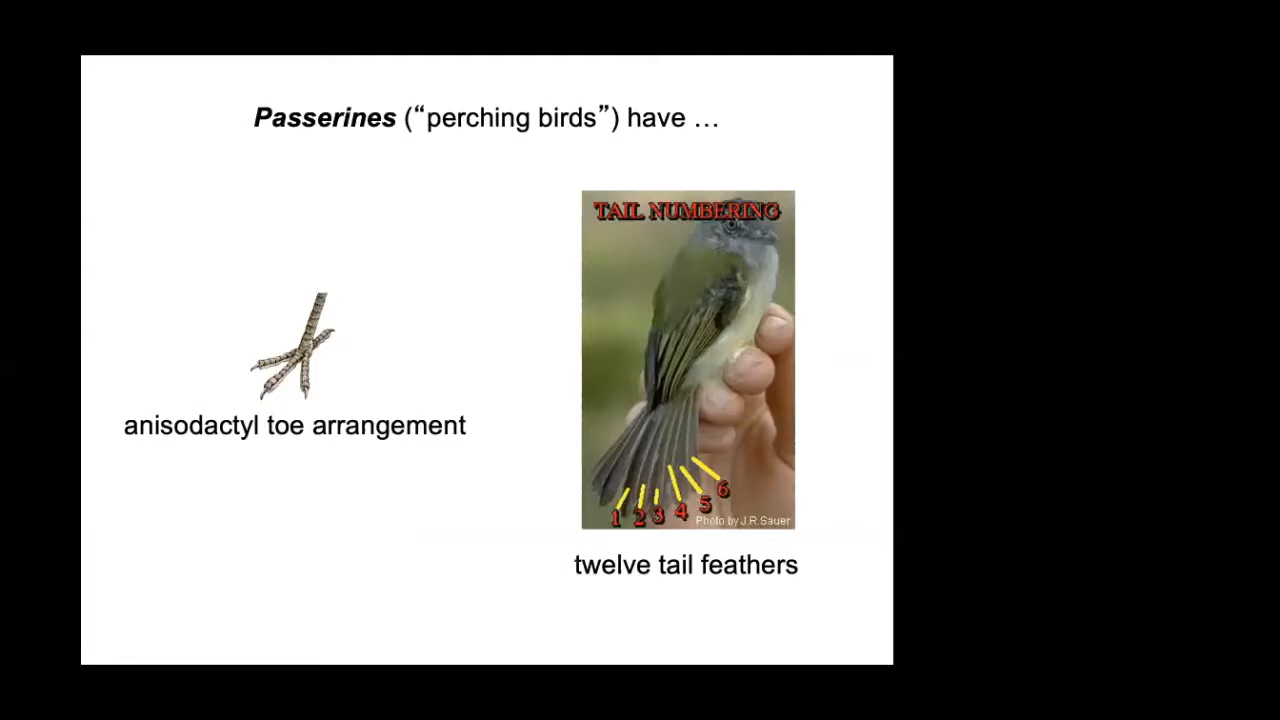 Passerines (“perching birds”) have …
TAIL NUMBERING
anisodactyl toe arrangement
1 2 3 4 5 6
Photo by J.R.Sauer
twelve tail feathers